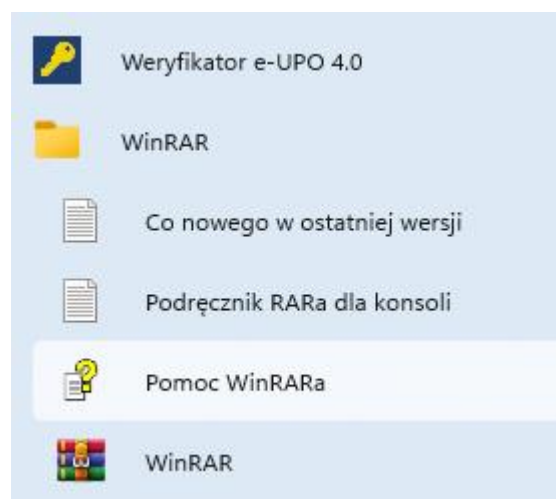 Weryfikator e-UPO 4.0
WinRAR
Co nowego w ostatniej wersji
Podręcznik RARa dla konsoli
Pomoc WinRARa
WinRAR